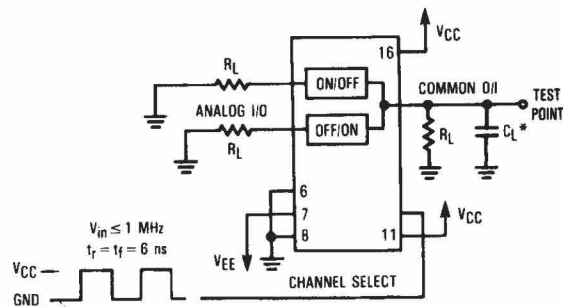 VCC
16
RL
ON/OFF
COMMON O/I
TEST
POINT
ANALOG I/O
OFF/ON
RL
RL
CL*
6
7
8
11
VCC
VEE
Vin ≤ 1 MHz
tr = tf = 6 ns
VCC
GND
CHANNEL SELECT